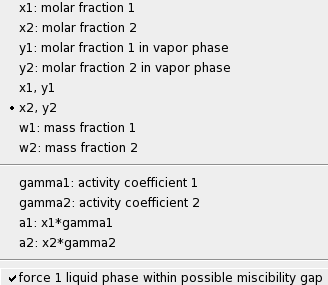 x1: molar fraction 1
x2: molar fraction 2
y1: molar fraction 1 in vapor phase
y2: molar fraction 2 in vapor phase
x1, y1
x2, y2
w1: mass fraction 1
w2: mass fraction 2
gamma1: activity coefficient 1
gamma2: activity coefficient 2
a1: x1*gamma1
a2: x2*gamma2
force 1 liquid phase within possible miscibility gap